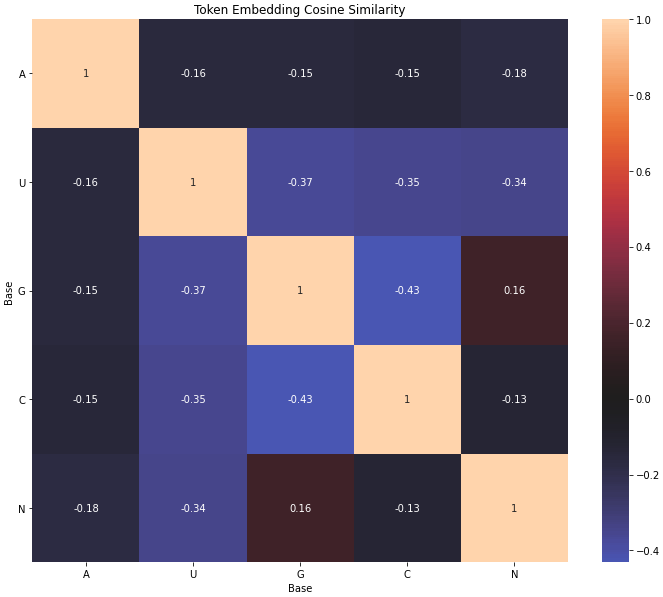 Token Embedding Cosine Similarity
A 1 -0.16 -0.15 -0.15 -0.18
U -0.16 1 -0.37 -0.35 -0.34
G -0.15 -0.37 1 -0.43 0.16
C -0.15 -0.35 -0.43 1 -0.13
N -0.18 -0.34 0.16 -0.13 1
A U G C N
Base
Base
1.0
0.8
0.6
0.4
0.2
0.0
−0.2
−0.4